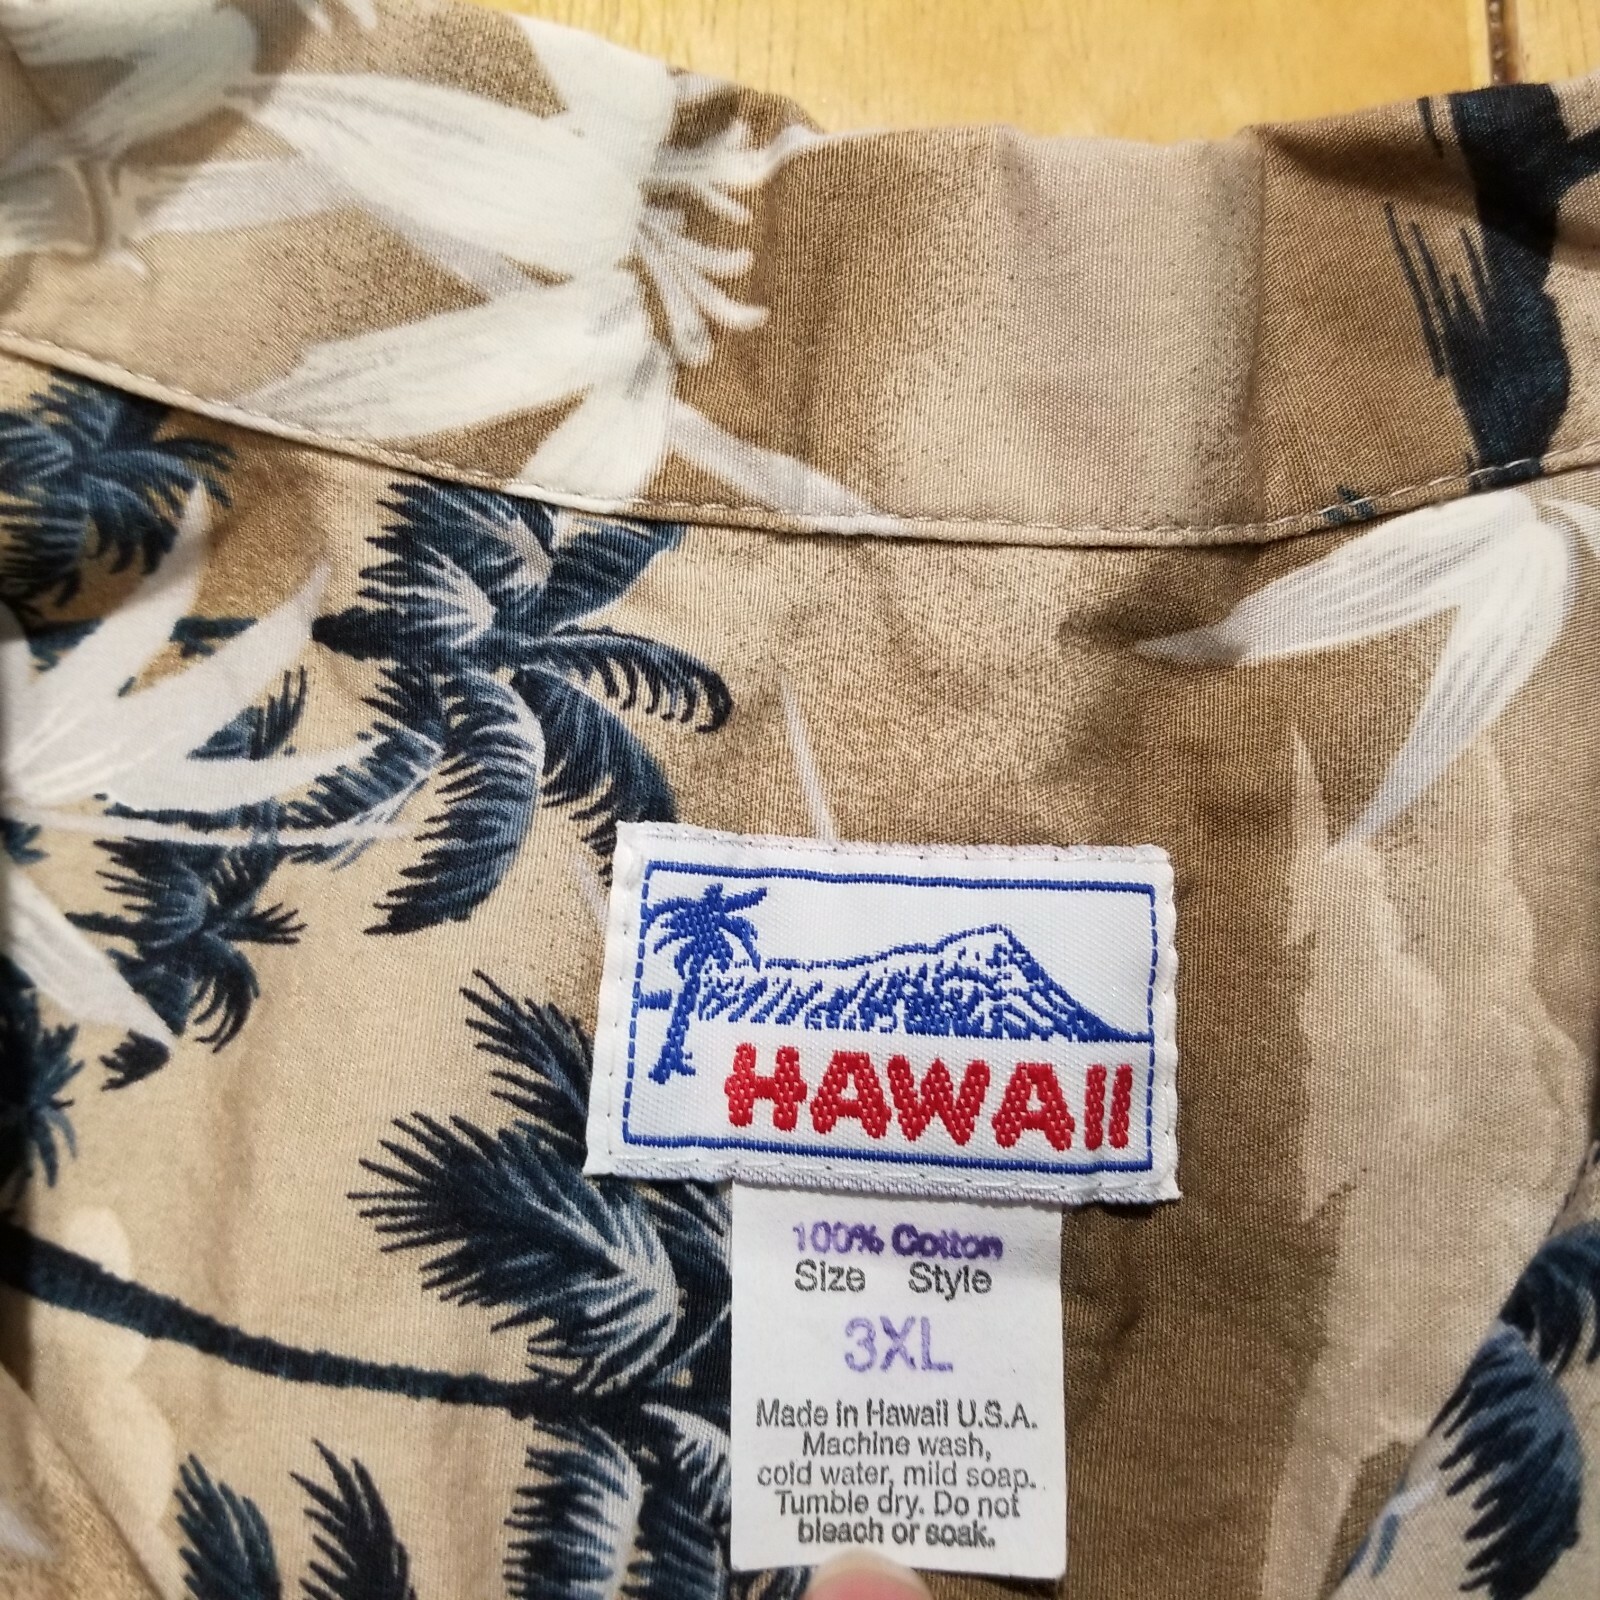 HAWAII
100% Cotton
Size Style
3XL
Made in Hawaii U.S.A.
Machine wash,
cold water, mild soap.
Tumble dry. Do not
bleach or soak.